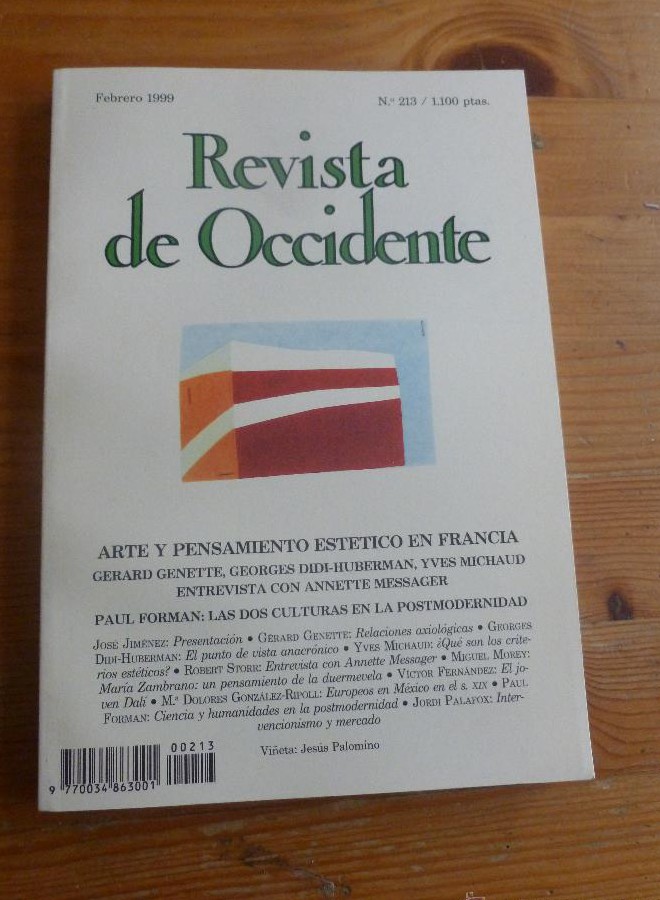 Febrero 1999
N.º 213 / 1.100 ptas.
Revista
de Occidente
ARTE Y PENSAMIENTO ESTETICO EN FRANCIA
GERARD GENETTE, GEORGES DIDI-HUBERMAN, YVES MICHAUD
ENTREVISTA CON ANNETTE MESSAGER
PAUL FORMAN: LAS DOS CULTURAS EN LA POSTMODERNIDAD
JOSÉ JIMÉNEZ: Presentación • GÉRARD GENETTE: Relaciones axiológicas • GEORGES
DIDI-HUBERMAN: El punto de vista anacrónico • YVES MICHAUD: ¿Qué son los crite-
rios estéticos? • ROBERT STORR: Entrevista con Annette Messager • MIGUEL MOREY:
María Zambrano: un pensamiento de la duermevela • VICTOR FERNÁNDEZ: El jo-
ven Dalí • M.ª DOLORES GONZÁLEZ-RIPOLL: Europeos en México en el s. XIX • PAUL
FORMAN: Ciencia y humanidades en la postmodernidad • JORDI PALAFOX: Inter-
vencionismo y mercado
Viñeta: Jesús Palomino
00213
9 770034 863001